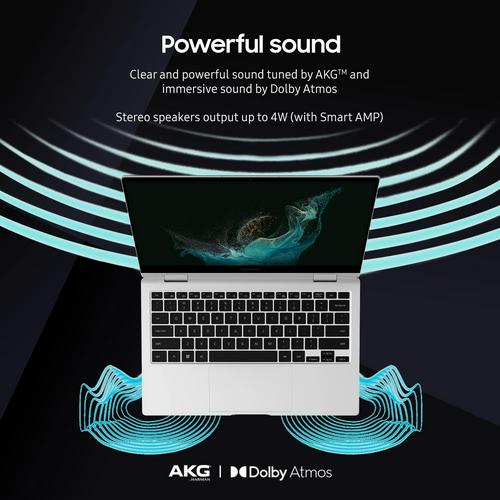 Powerful sound
Clear and powerful sound tuned by AKG™ and
immersive sound by Dolby Atmos
Stereo speakers output up to 4W (with Smart AMP)
AKG
by HARMAN
Dolby Atmos